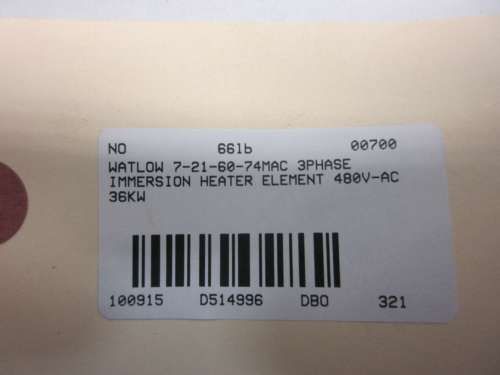 NO 661b 00700
WATLOW 7-21-60-74MAC 3PHASE
IMMERSION HEATER ELEMENT 480V-AC
36KW
100915 D514996 DBO 321